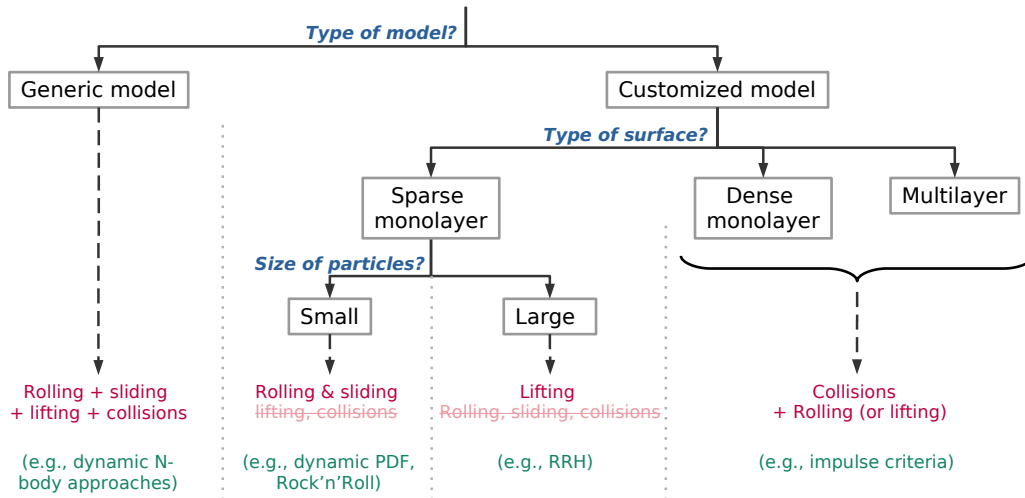 Type of model?
Generic model
Customized model
Type of surface?
Sparse
monolayer
Dense
monolayer
Multilayer
Size of particles?
Small
Large
Rolling + sliding
+ lifting + collisions
Rolling & sliding
lifting, collisions
Lifting
Rolling, sliding, collisions
Collisions
+ Rolling (or lifting)
(e.g., dynamic N-
body approaches)
(e.g., dynamic PDF,
Rock’n’Roll)
(e.g., RRH)
(e.g., impulse criteria)